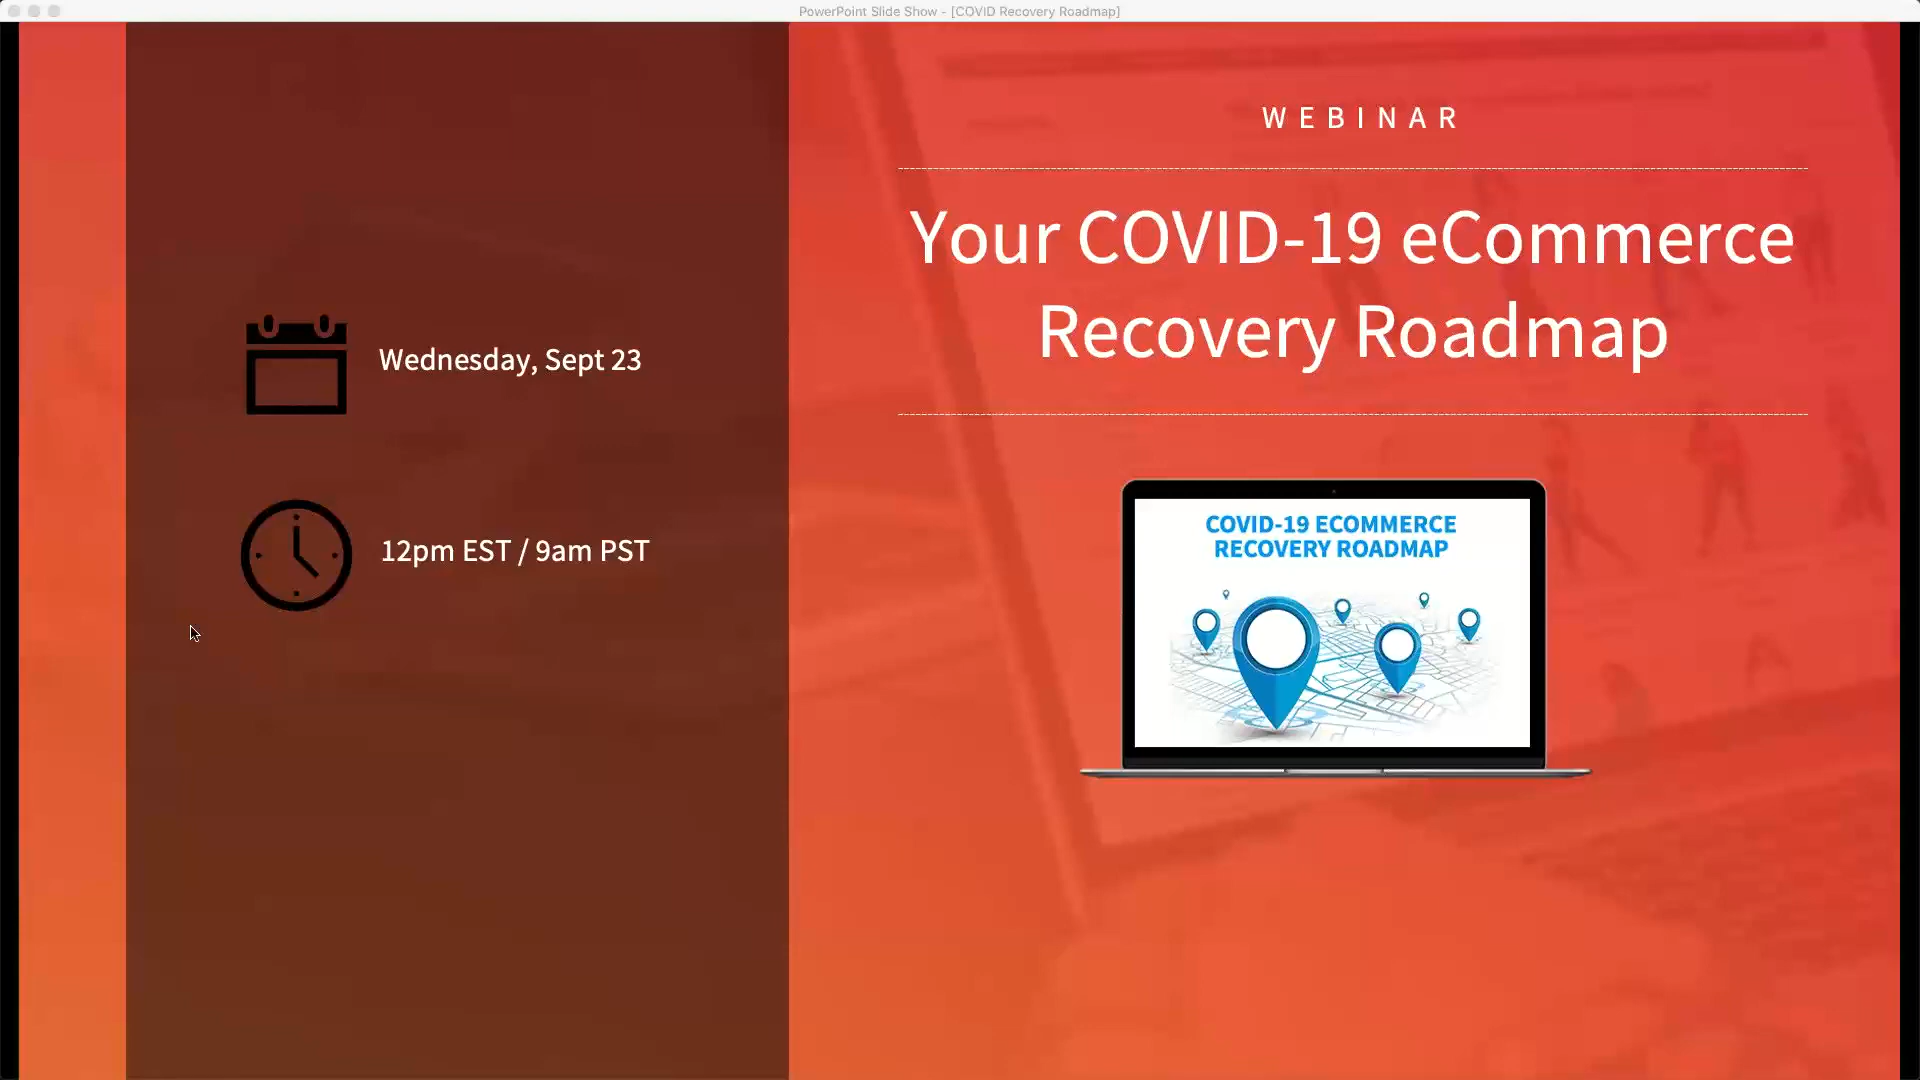 PowerPoint Slide Show - [COVID Recovery Roadmap]
Wednesday, Sept 23
12pm EST / 9am PST
WEBINAR
Your COVID-19 eCommerce
Recovery Roadmap
COVID-19 ECOMMERCE
RECOVERY ROADMAP